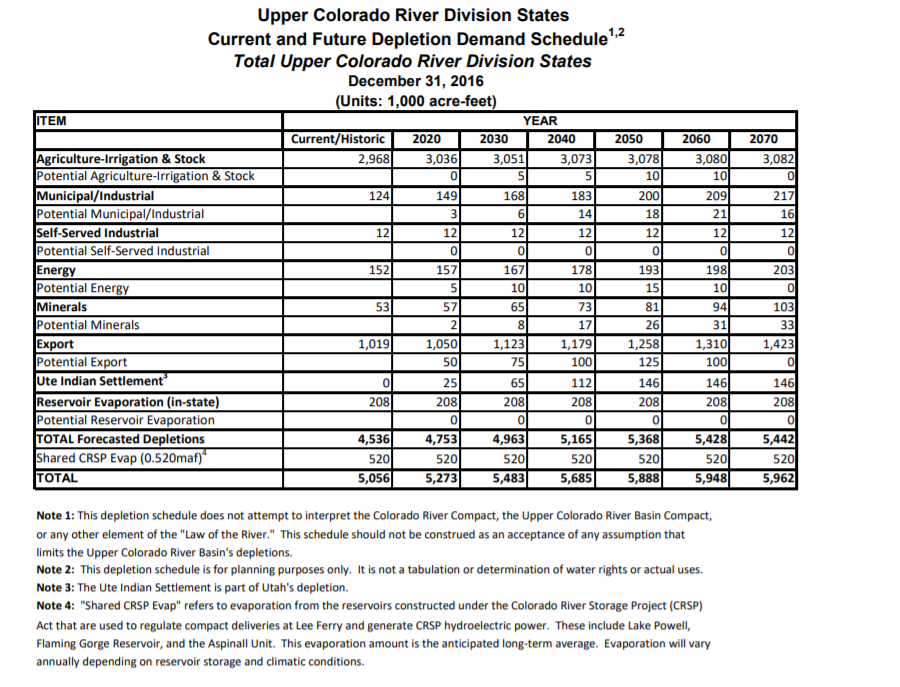 Upper Colorado River Division States
Current and Future Depletion Demand Schedule1,2
Total Upper Colorado River Division States
December 31, 2016
(Units: 1,000 acre-feet)
ITEM YEAR
Current/Historic 2020 2030 2040 2050 2060 2070
Agriculture-Irrigation & Stock 2,968 3,036 3,051 3,073 3,078 3,080 3,082
Potential Agriculture-Irrigation & Stock 0 5 5 10 10 0
Municipal/Industrial 124 149 168 183 200 209 217
Potential Municipal/Industrial 3 6 14 18 21 16
Self-Served Industrial 12 12 12 12 12 12 12
Potential Self-Served Industrial 0 0 0 0 0 0
Energy 152 157 167 178 193 198 203
Potential Energy 5 10 10 15 10 0
Minerals 53 57 65 73 81 94 103
Potential Minerals 2 8 17 26 31 33
Export 1,019 1,050 1,123 1,179 1,258 1,310 1,423
Potential Export 50 75 100 125 100 0
Ute Indian Settlement3 0 25 65 112 146 146 146
Reservoir Evaporation (in-state) 208 208 208 208 208 208 208
Potential Reservoir Evaporation 0 0 0 0 0 0
TOTAL Forecasted Depletions 4,536 4,753 4,963 5,165 5,368 5,428 5,442
Shared CRSP Evap (0.520maf)4 520 520 520 520 520 520 520
TOTAL 5,056 5,273 5,483 5,685 5,888 5,948 5,962
Note 1: This depletion schedule does not attempt to interpret the Colorado River Compact, the Upper Colorado River Basin Compact,
or any other element of the "Law of the River." This schedule should not be construed as an acceptance of any assumption that
limits the Upper Colorado River Basin's depletions.
Note 2: This depletion schedule is for planning purposes only. It is not a tabulation or determination of water rights or actual uses.
Note 3: The Ute Indian Settlement is part of Utah's depletion.
Note 4: "Shared CRSP Evap" refers to evaporation from the reservoirs constructed under the Colorado River Storage Project (CRSP)
Act that are used to regulate compact deliveries at Lee Ferry and generate CRSP hydroelectric power. These include Lake Powell,
Flaming Gorge Reservoir, and the Aspinall Unit. This evaporation amount is the anticipated long-term average. Evaporation will vary
annually depending on reservoir storage and climatic conditions.